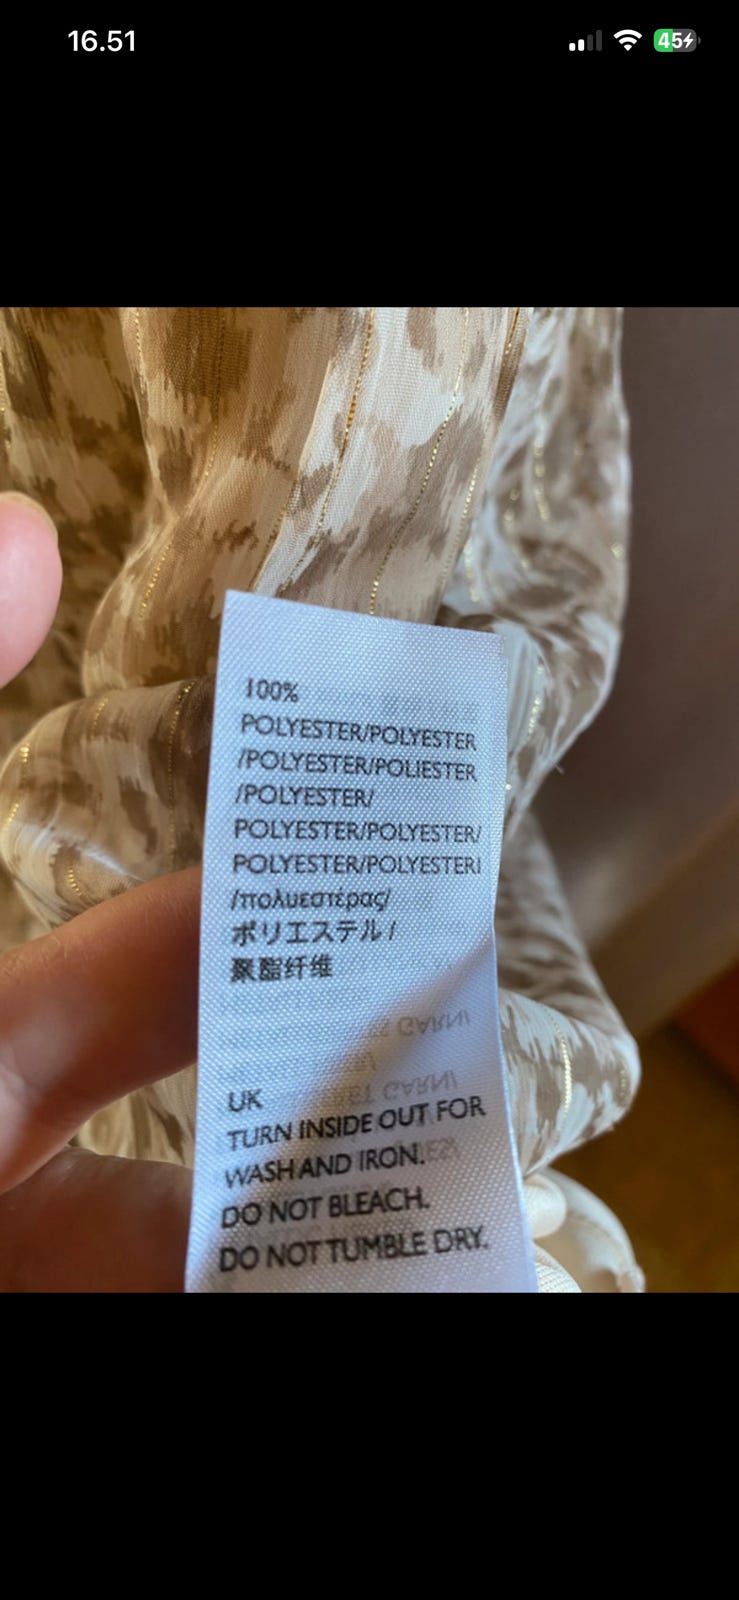 16.51
45
100%
POLYESTER/POLYESTER
/POLYESTER/POLIESTER
/POLYESTER/
POLYESTER/POLYESTER/
POLYESTER/POLYESTERI
/πολυεστέρας/
ポリエステル/
聚酯纤维
UK
TURN INSIDE OUT FOR
WASH AND IRON.
DO NOT BLEACH.
DO NOT TUMBLE DRY.